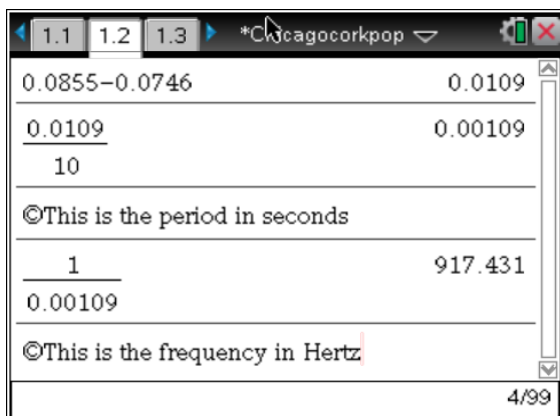 1.1 1.2 1.3 *Chicagocorkpop
0.0855−0.0746 0.0109
0.0109 0.00109
10
©This is the period in seconds
1 917.431
0.00109
©This is the frequency in Hertz
4/99